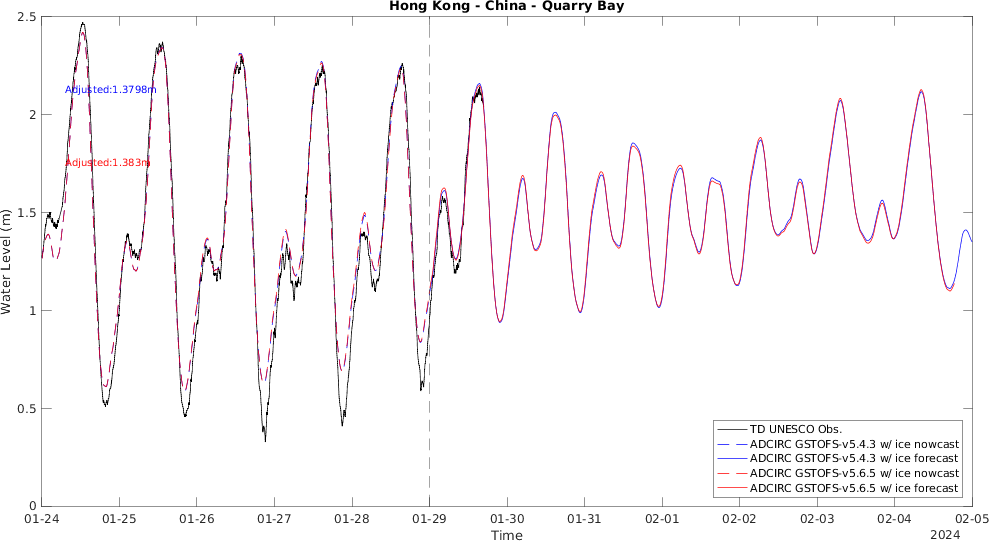 Hong Kong - China - Quarry Bay
2.5
2
1.5
1
0.5
0
Water Level (m)
Adjusted:1.3798m
Adjusted:1.383m
TD UNESCO Obs.
ADCIRC GSTOFS-v5.4.3 w/ ice nowcast
ADCIRC GSTOFS-v5.4.3 w/ ice forecast
ADCIRC GSTOFS-v5.6.5 w/ ice nowcast
ADCIRC GSTOFS-v5.6.5 w/ ice forecast
01-24 01-25 01-26 01-27 01-28 01-29 01-30 01-31 02-01 02-02 02-03 02-04 02-05
Time
2024